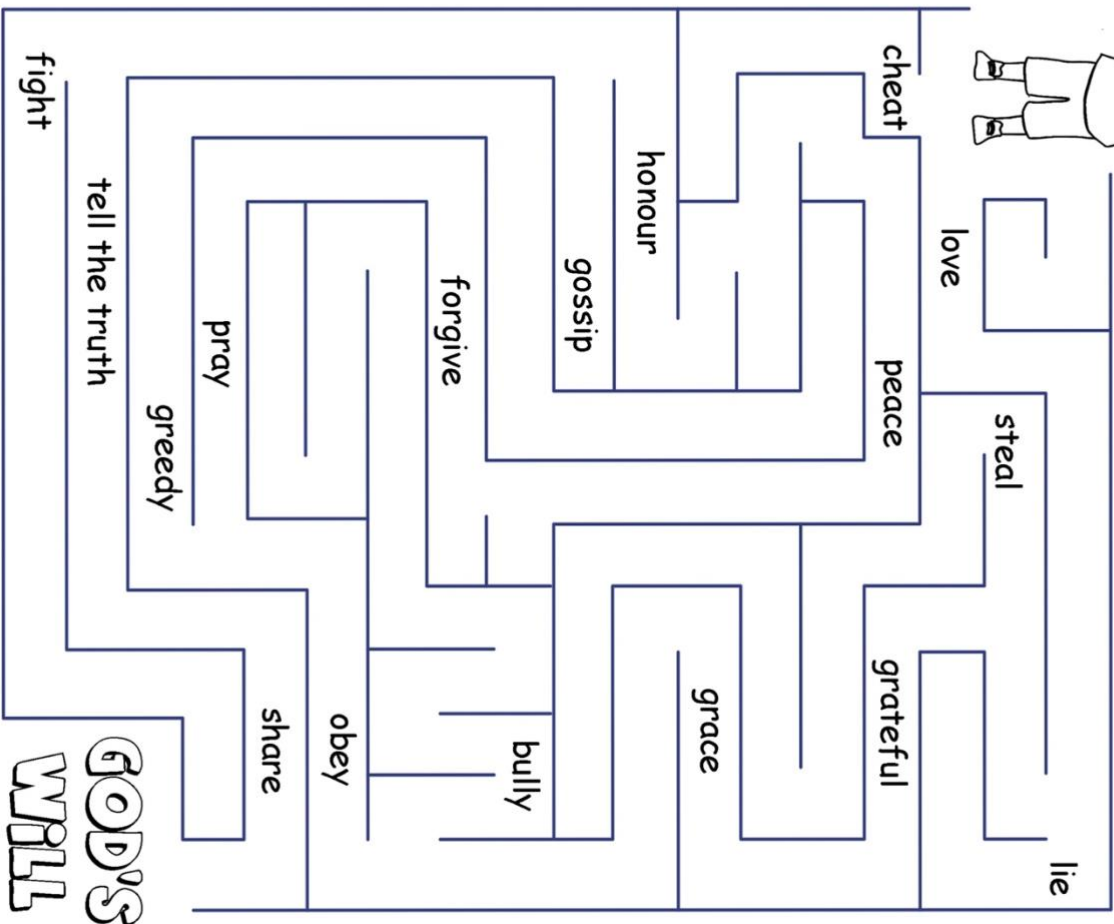 lie
steal
love
cheat
peace
grateful
grace
honour
gossip
bully
forgive
obey
share
pray
greedy
tell the truth
fight
GOD'S
WiLL